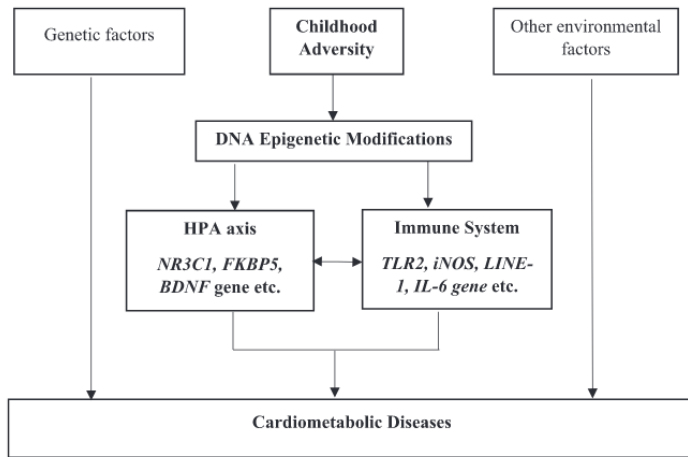 Genetic factors
Childhood
Adversity
Other environmental
factors
DNA Epigenetic Modifications
HPA axis
NR3C1, FKBP5,
BDNF gene etc.
Immune System
TLR2, iNOS, LINE-
1, IL-6 gene etc.
Cardiometabolic Diseases